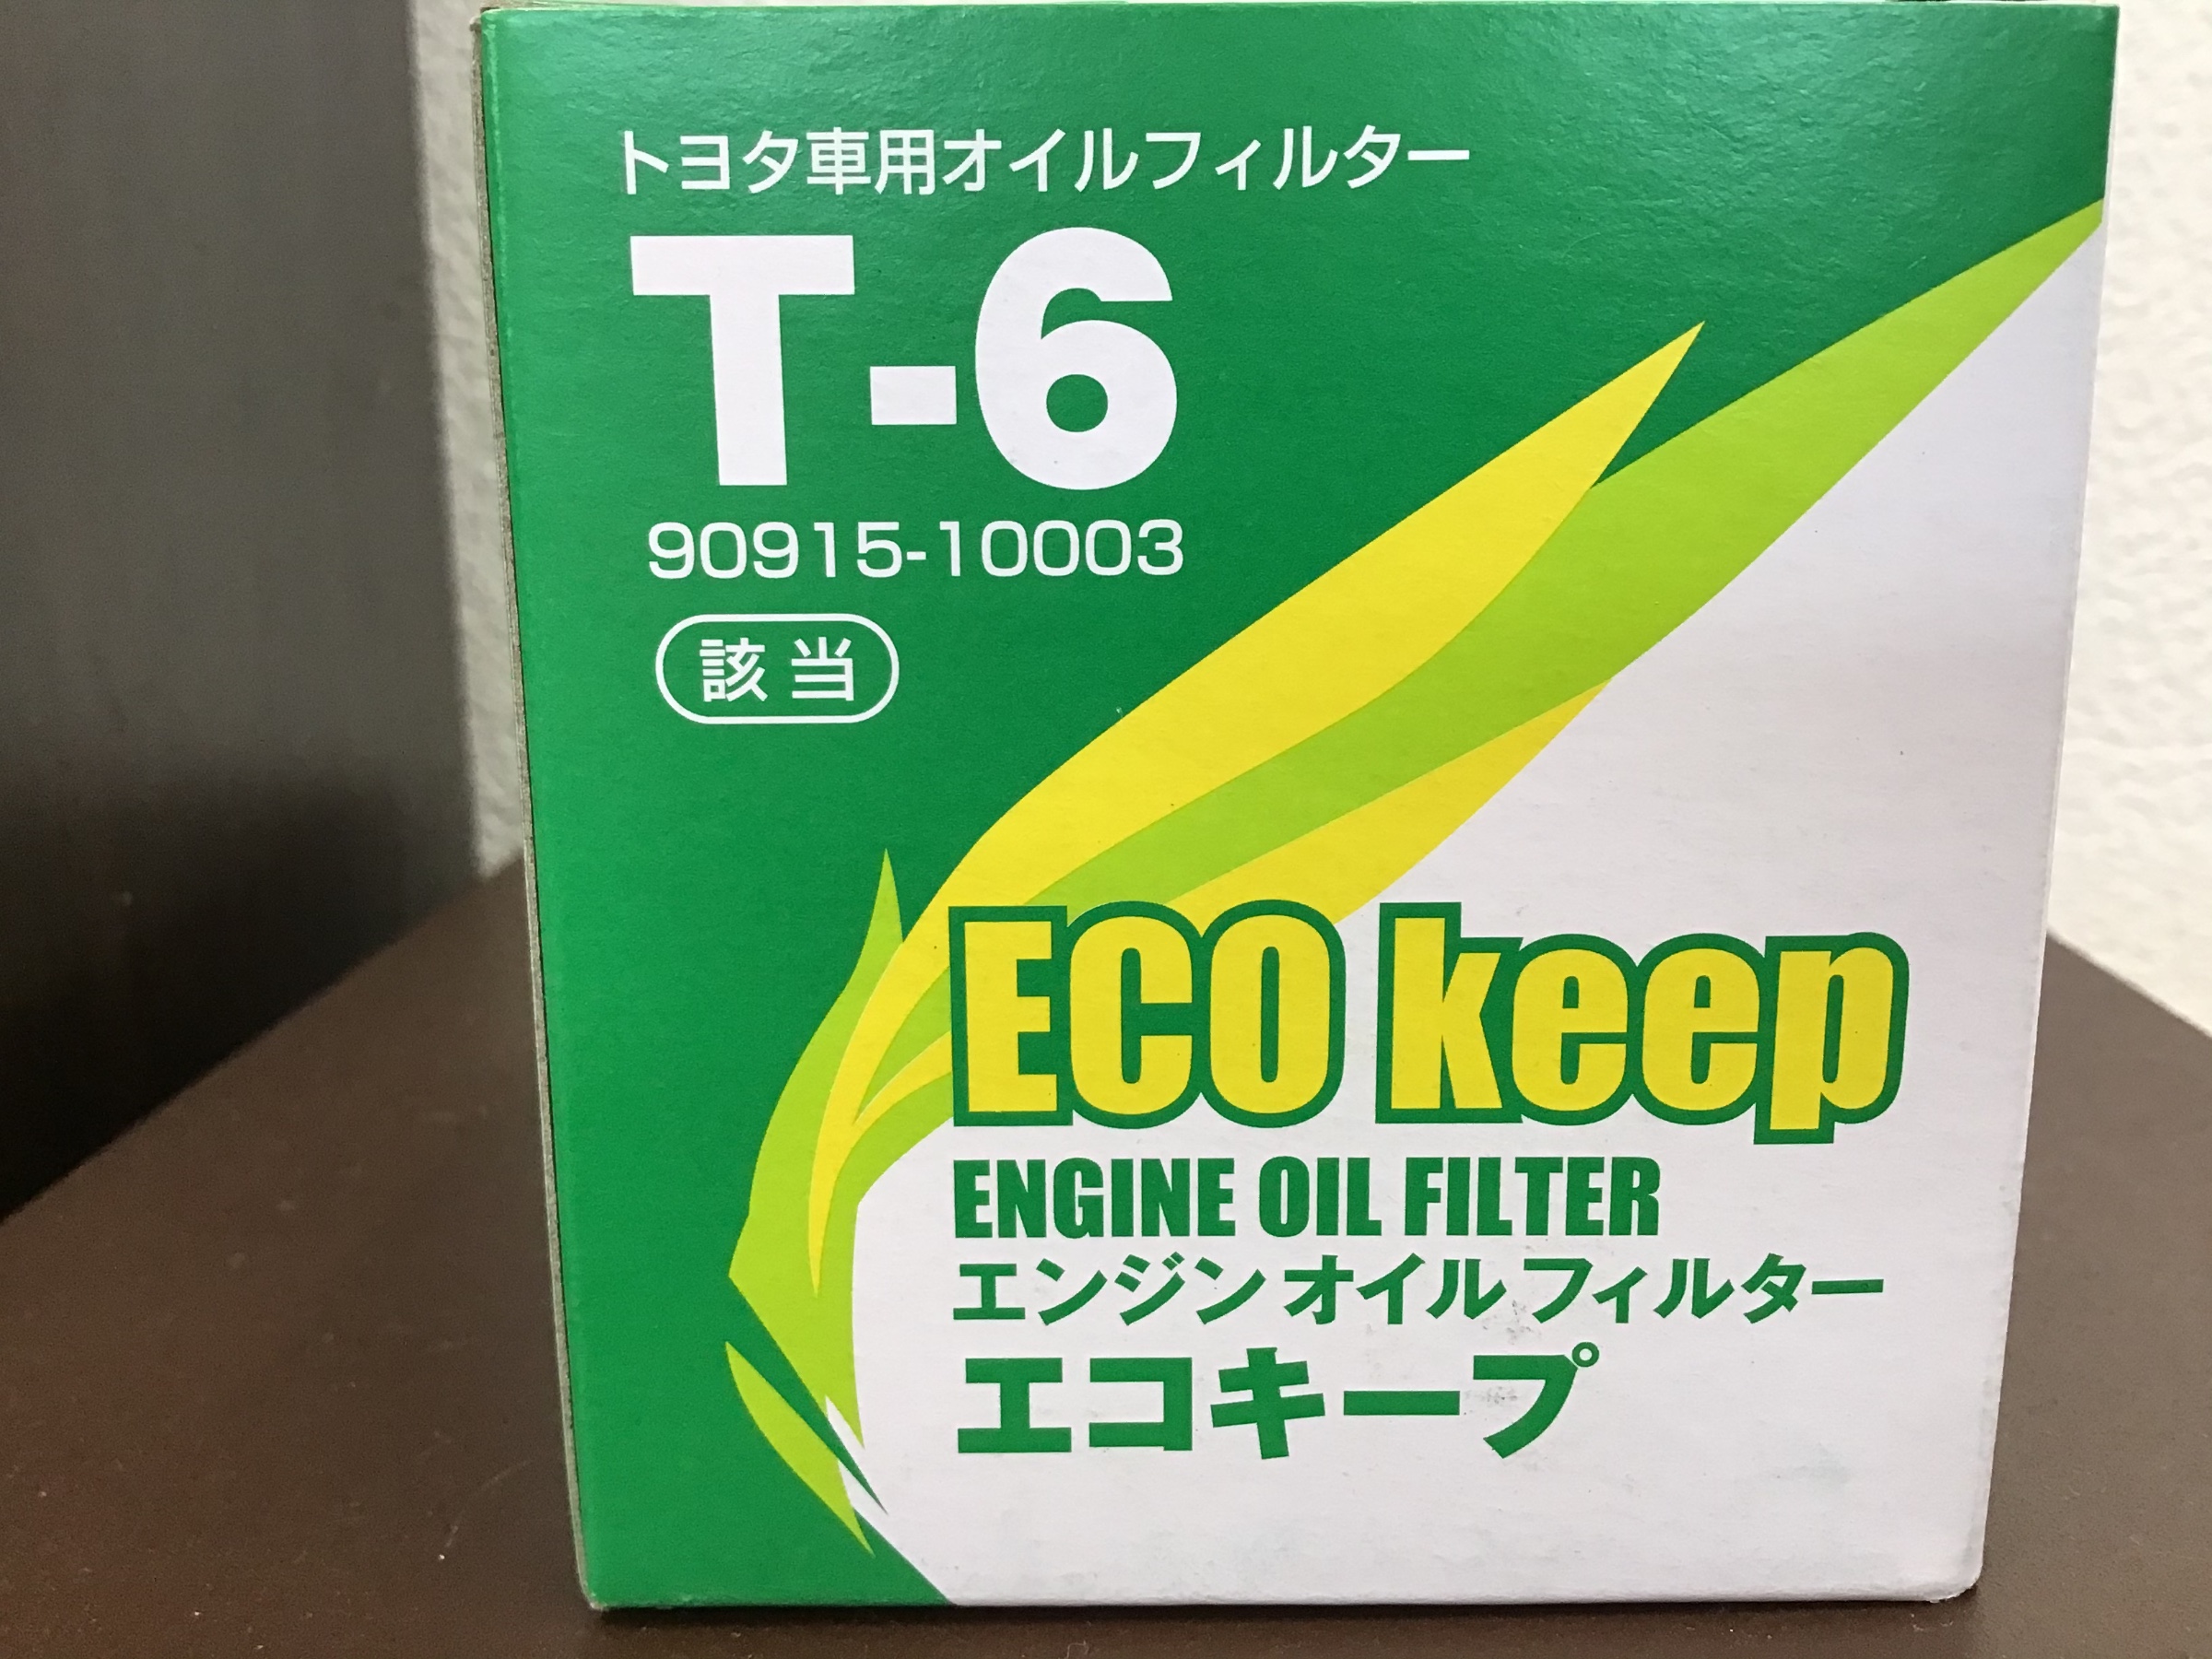 トヨタ車用オイルフィルター
T-6
90915-10003
該当
ECO keep
ENGINE OIL FILTER
エンジン オイル フィルター
エコキープ